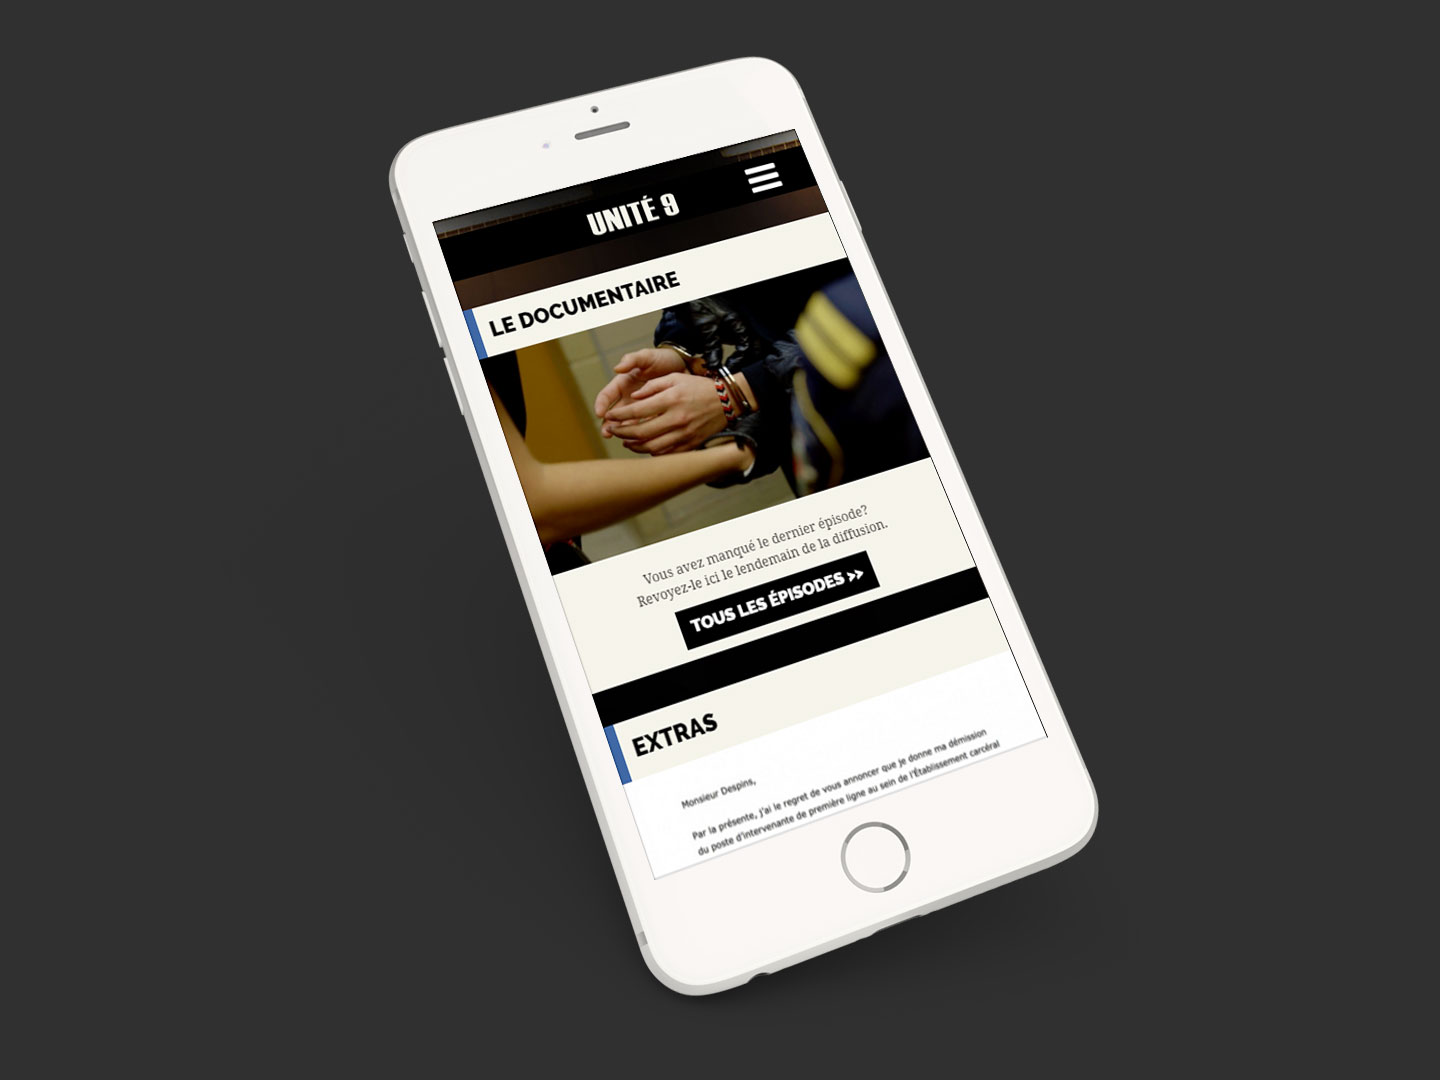 UNITÉ 9
LE DOCUMENTAIRE
Vous avez manqué le dernier épisode?
Revoyez-le ici le lendemain de la diffusion.
TOUS LES ÉPISODES >>
EXTRAS
Monsieur Despins,
Par la présente, j'ai le regret de vous annoncer que je donne ma démission
du poste d'intervenante de première ligne au sein de l'Établissement carcéral